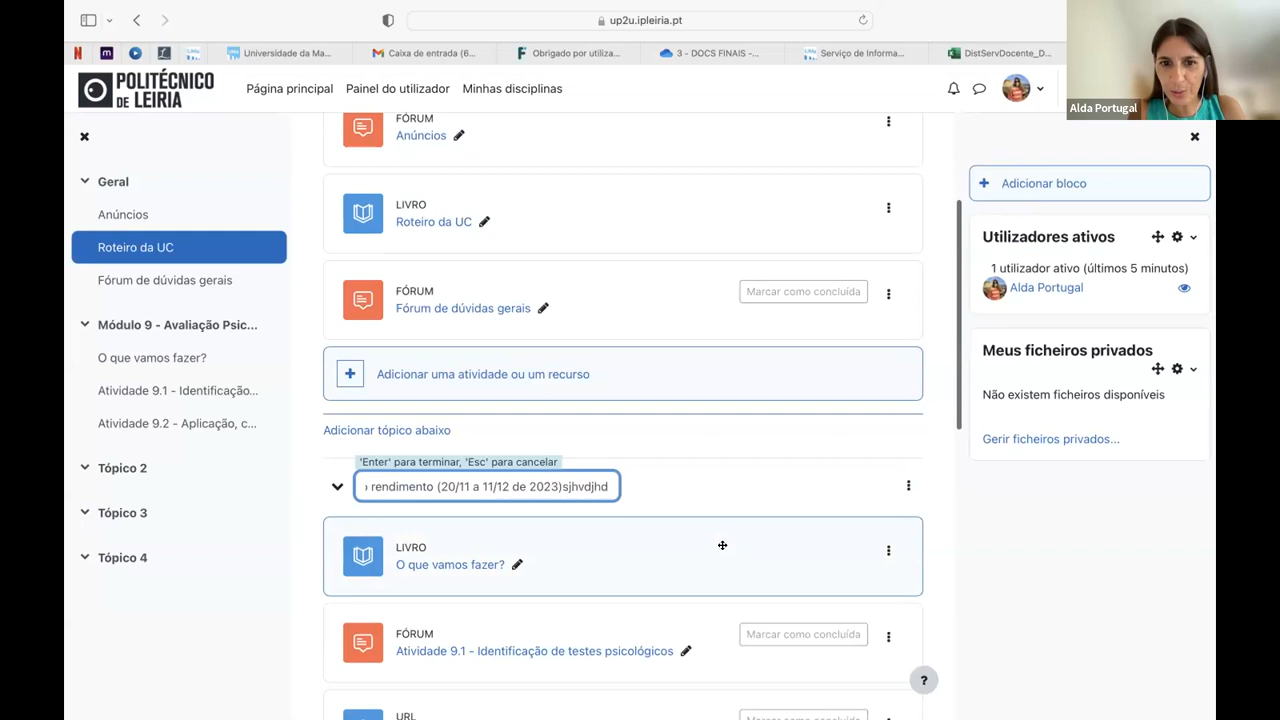 up2u.ipleiria.pt
N
m
Universidade da Ma...
Caixa de entrada (6...
Obrigado por utiliza...
3 - DOCS FINAIS -...
Serviço de Informa...
DistServDocente_D...
POLITÉCNICO
DE LEIRIA
Página principal
Painel do utilizador
Minhas disciplinas
Alda Portugal
Geral
Anúncios
Roteiro da UC
Fórum de dúvidas gerais
Módulo 9 - Avaliação Psic...
O que vamos fazer?
Atividade 9.1 - Identificação...
Atividade 9.2 - Aplicação, c...
Tópico 2
Tópico 3
Tópico 4
FÓRUM
Anúncios
LIVRO
Roteiro da UC
FÓRUM
Fórum de dúvidas gerais
Marcar como concluída
Adicionar uma atividade ou um recurso
Adicionar tópico abaixo
'Enter' para terminar, 'Esc' para cancelar
rendimento (20/11 a 11/12 de 2023)sjhvdjhd
LIVRO
O que vamos fazer?
FÓRUM
Atividade 9.1 - Identificação de testes psicológicos
Marcar como concluída
URL
Marcar como concluída
?
Adicionar bloco
Utilizadores ativos
1 utilizador ativo (últimos 5 minutos)
Alda Portugal
Meus ficheiros privados
Não existem ficheiros disponíveis
Gerir ficheiros privados...